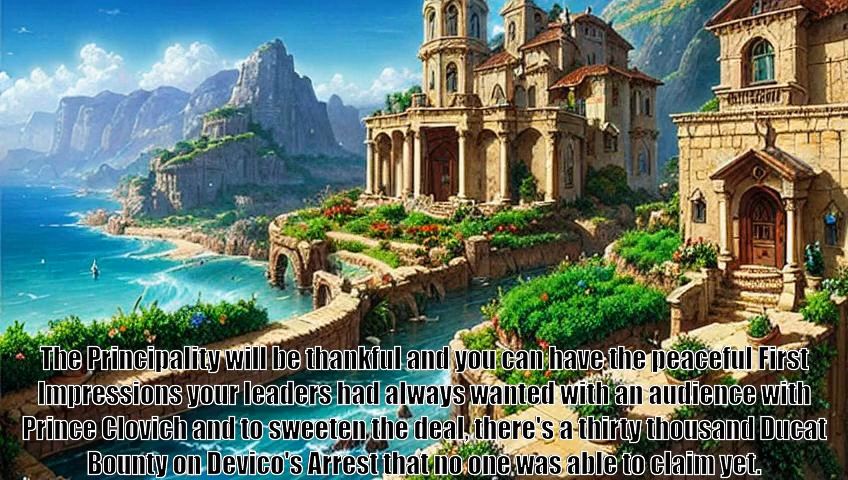 The Principality will be thankful and you can have the peaceful First
Impressions your leaders had always wanted with an audience with
Prince Clovich and to sweeten the deal, there's a thirty thousand Ducat
Bounty on Devico's Arrest that no one was able to claim yet.